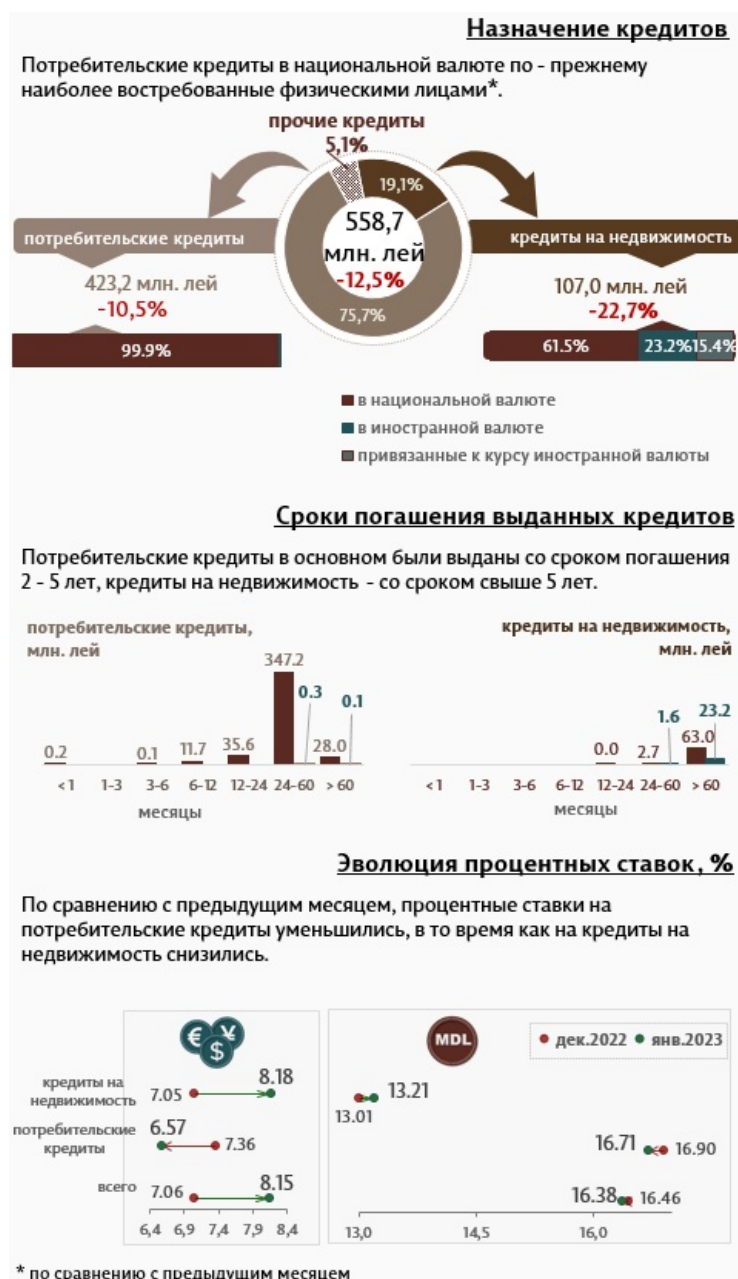 Назначение кредитов
Потребительские кредиты в национальной валюте по - прежнему
наиболее востребованные физическими лицами*.
прочие кредиты
5,1%
19,1%
558,7
млн. лей
-12,5%
75,7%
потребительские кредиты
423,2 млн. лей
-10,5%
99.9%
кредиты на недвижимость
107,0 млн. лей
-22,7%
61.5% 23.2% 15.4%
в национальной валюте
в иностранной валюте
привязанные к курсу иностранной валюты
Сроки погашения выданных кредитов
Потребительские кредиты в основном были выданы со сроком погашения
2 - 5 лет, кредиты на недвижимость - со сроком свыше 5 лет.
потребительские кредиты,
млн. лей
0.2 0.1 11.7 35.6 347.2 0.3 28.0 0.1
<1 1-3 3-6 6-12 12-24 24-60 >60
месяцы
кредиты на недвижимость,
млн. лей
0.0 2.7 1.6 63.0 23.2
<1 1-3 3-6 6-12 12-24 24-60 >60
месяцы
Эволюция процентных ставок, %
По сравнению с предыдущим месяцем, процентные ставки на
потребительские кредиты уменьшились, в то время как на кредиты на
недвижимость снизились.
€ ¥ $
MDL
дек.2022 янв.2023
кредиты на
недвижимость
7.05 8.18
13.01 13.21
потребительские
кредиты
6.57 7.36
16.71 16.90
всего
7.06 8.15
16.38 16.46
6,4 6,9 7,4 7,9 8,4
13,0 14,5 16,0
* по сравнению с предыдущим месяцем